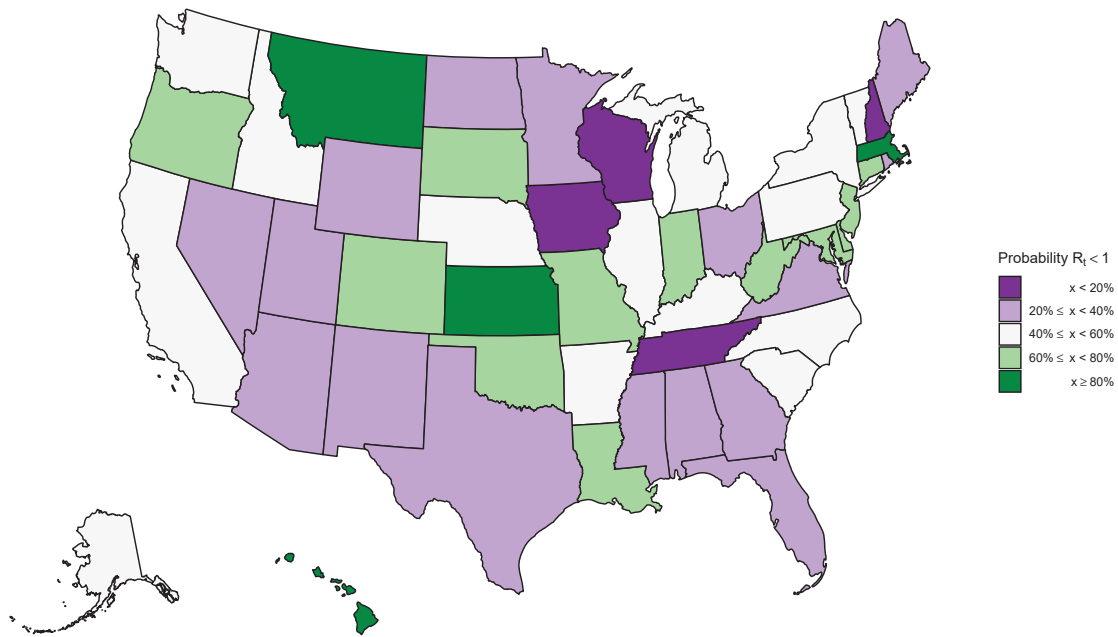 Probability Rt < 1
x < 20%
20% ≤ x < 40%
40% ≤ x < 60%
60% ≤ x < 80%
x ≥ 80%